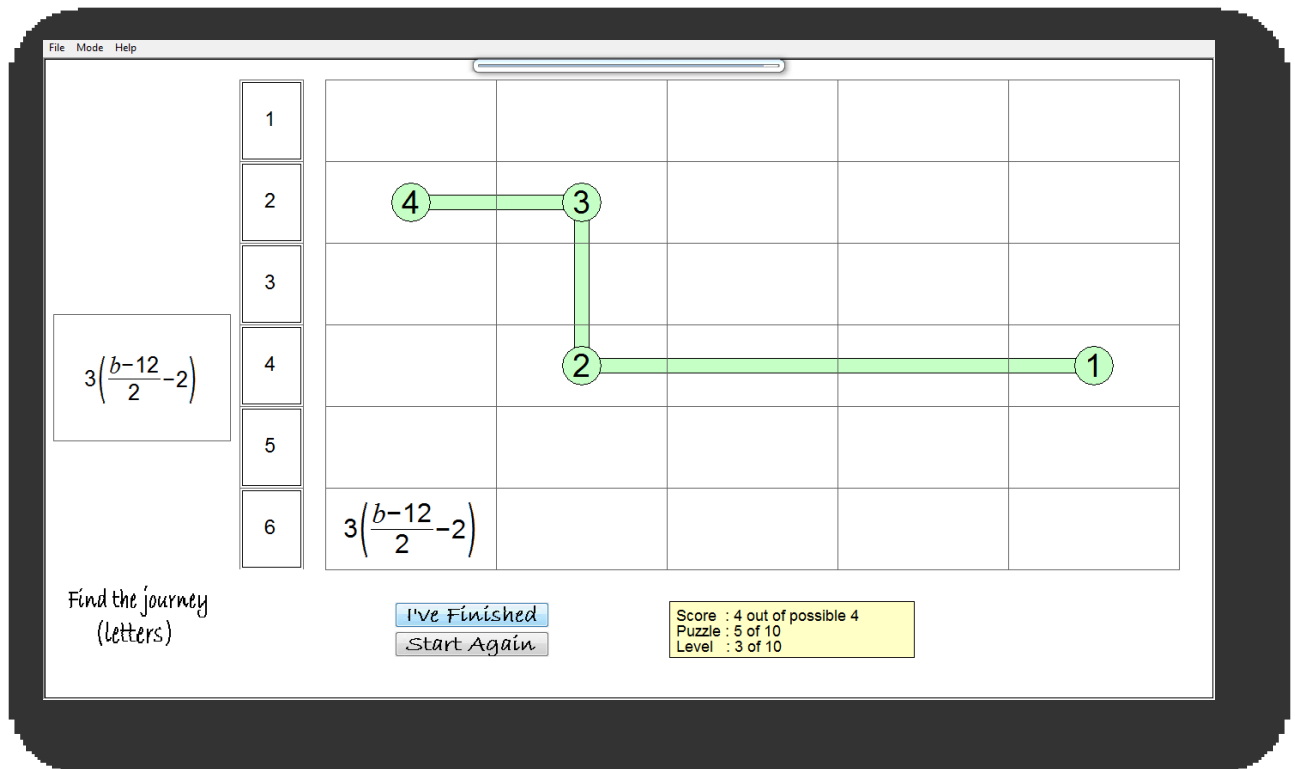 File Mode Help
1
2
3
4
5
6
4 3
2 1
3(b−12/2−2)
3(b−12/2−2)
Find the journey
(letters)
I've Finished
Start Again
Score : 4 out of possible 4
Puzzle : 5 of 10
Level : 3 of 10